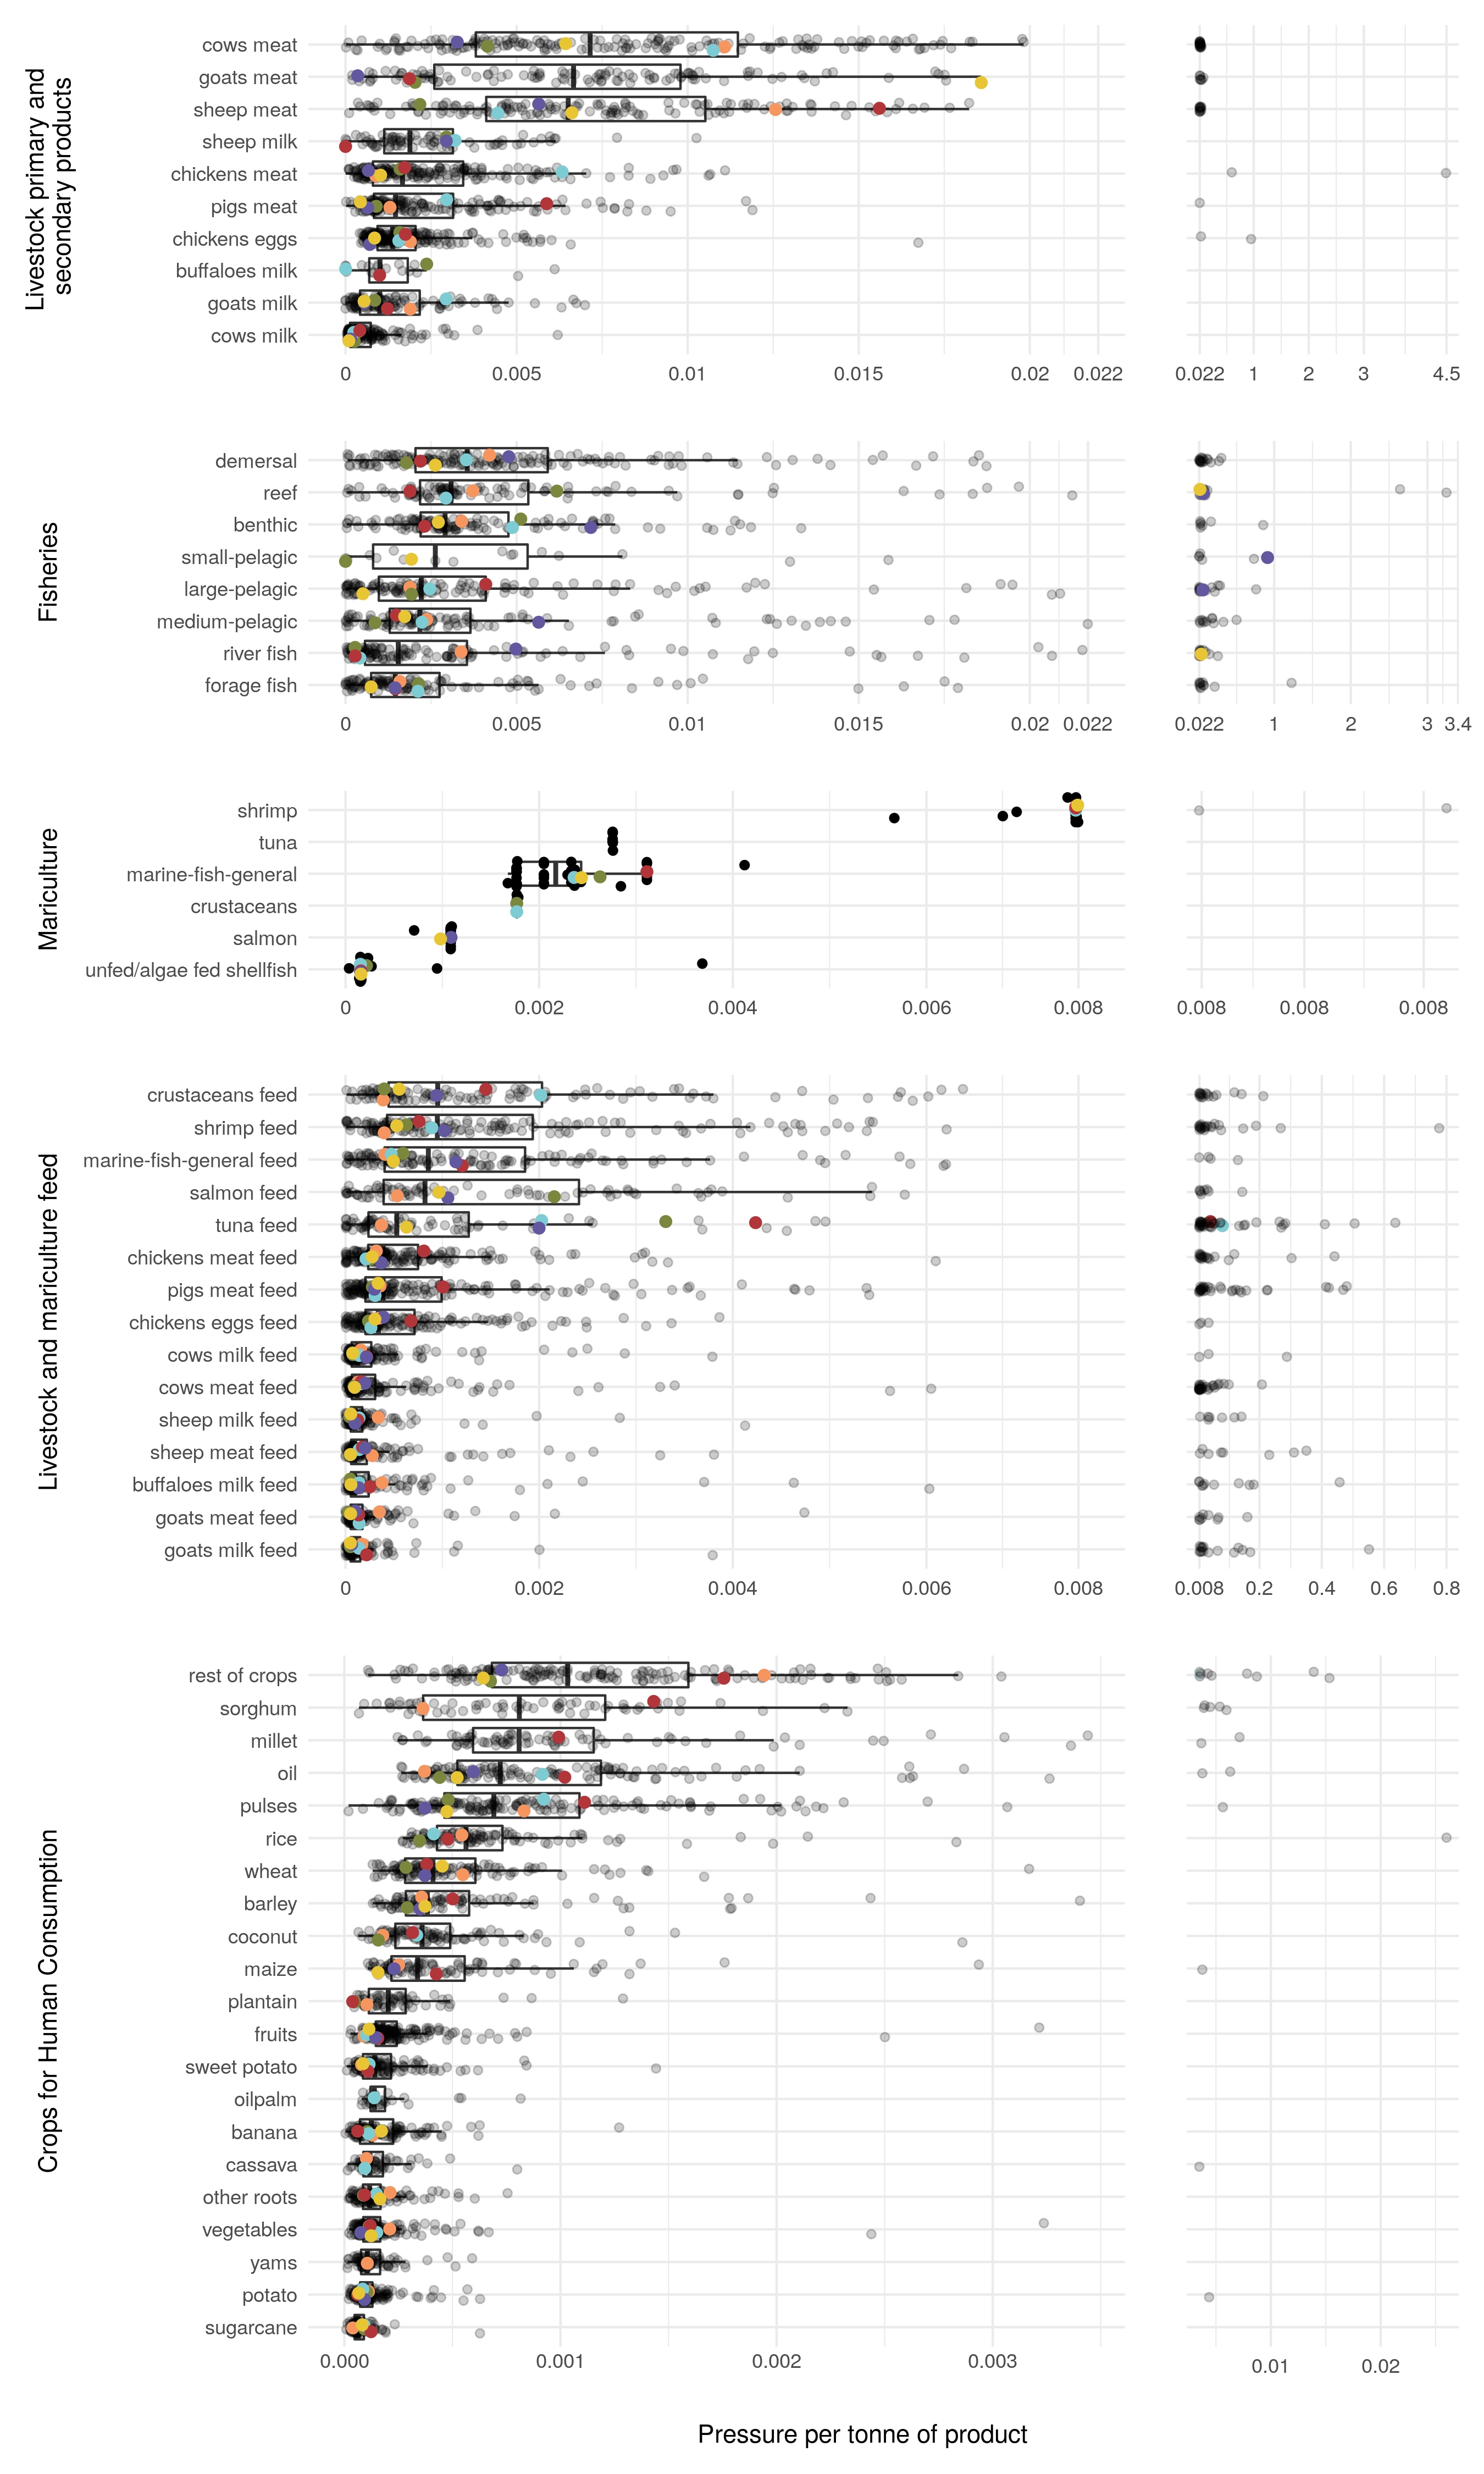 Livestock primary and
secondary products
cows meat
goats meat
sheep meat
sheep milk
chickens meat
pigs meat
chickens eggs
buffaloes milk
goats milk
cows milk
0 0.005 0.01 0.015 0.02 0.022 0.022 1 2 3 4.5
Fisheries
demersal
reef
benthic
small-pelagic
large-pelagic
medium-pelagic
river fish
forage fish
0 0.005 0.01 0.015 0.02 0.022 0.022 1 2 3 3.4
Mariculture
shrimp
tuna
marine-fish-general
crustaceans
salmon
unfed/algae fed shellfish
0 0.002 0.004 0.006 0.008 0.008 0.008 0.008
Livestock and mariculture feed
crustaceans feed
shrimp feed
marine-fish-general feed
salmon feed
tuna feed
chickens meat feed
pigs meat feed
chickens eggs feed
cows milk feed
cows meat feed
sheep milk feed
sheep meat feed
buffaloes milk feed
goats meat feed
goats milk feed
0 0.002 0.004 0.006 0.008 0.008 0.2 0.4 0.6 0.8
Crops for Human Consumption
rest of crops
sorghum
millet
oil
pulses
rice
wheat
barley
coconut
maize
plantain
fruits
sweet potato
oilpalm
banana
cassava
other roots
vegetables
yams
potato
sugarcane
0.000 0.001 0.002 0.003 0.01 0.02
Pressure per tonne of product